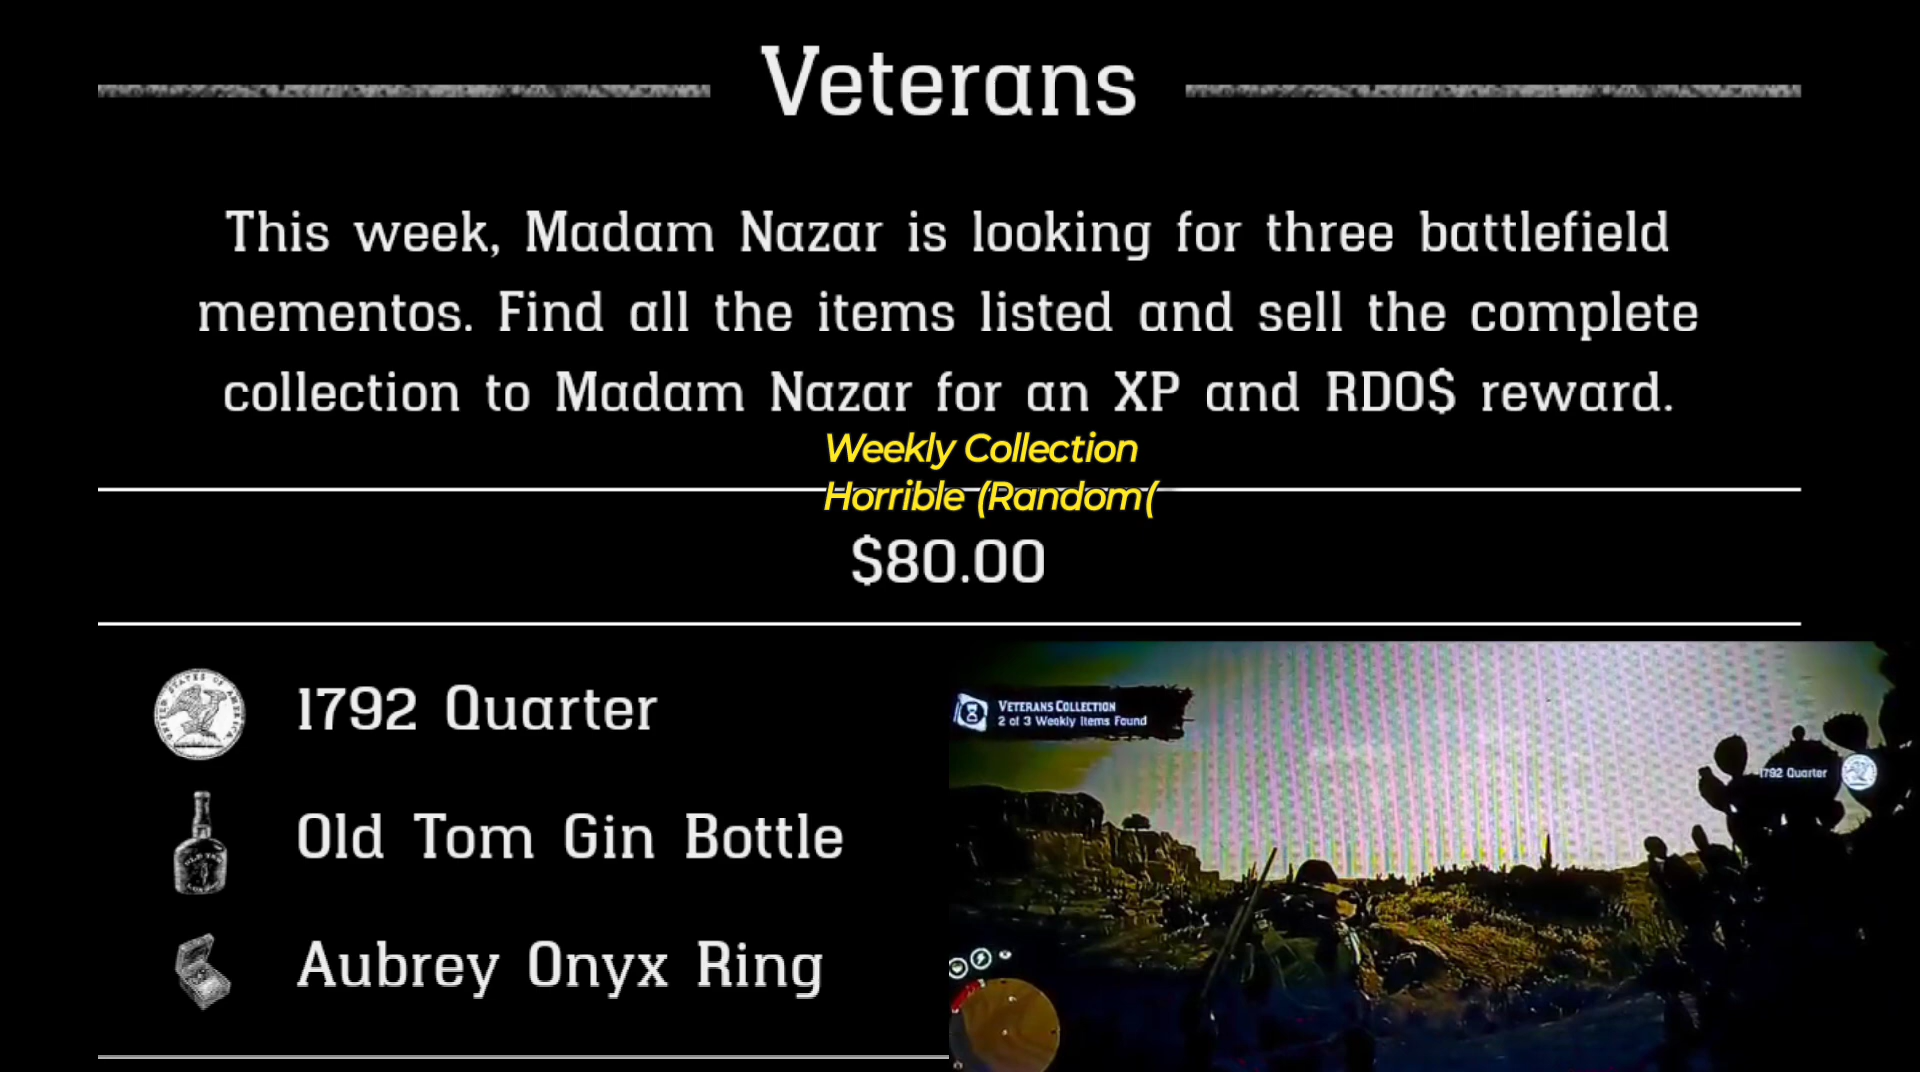 Veterans
This week, Madam Nazar is looking for three battlefield
mementos. Find all the items listed and sell the complete
collection to Madam Nazar for an XP and RDO$ reward.
Weekly Collection
Horrible (Random(
$80.00
1792 Quarter
Old Tom Gin Bottle
Aubrey Onyx Ring
VETERANS COLLECTION
2 of 3 Weekly Items Found
1792 Quarter